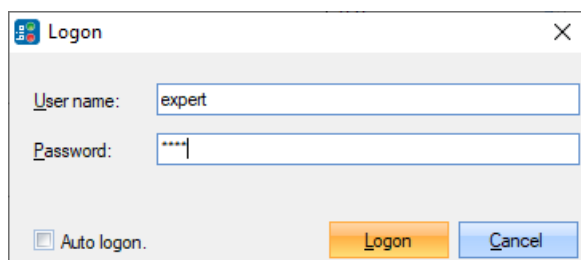 Logon
User name: expert
Password: ****
Auto logon. Logon Cancel